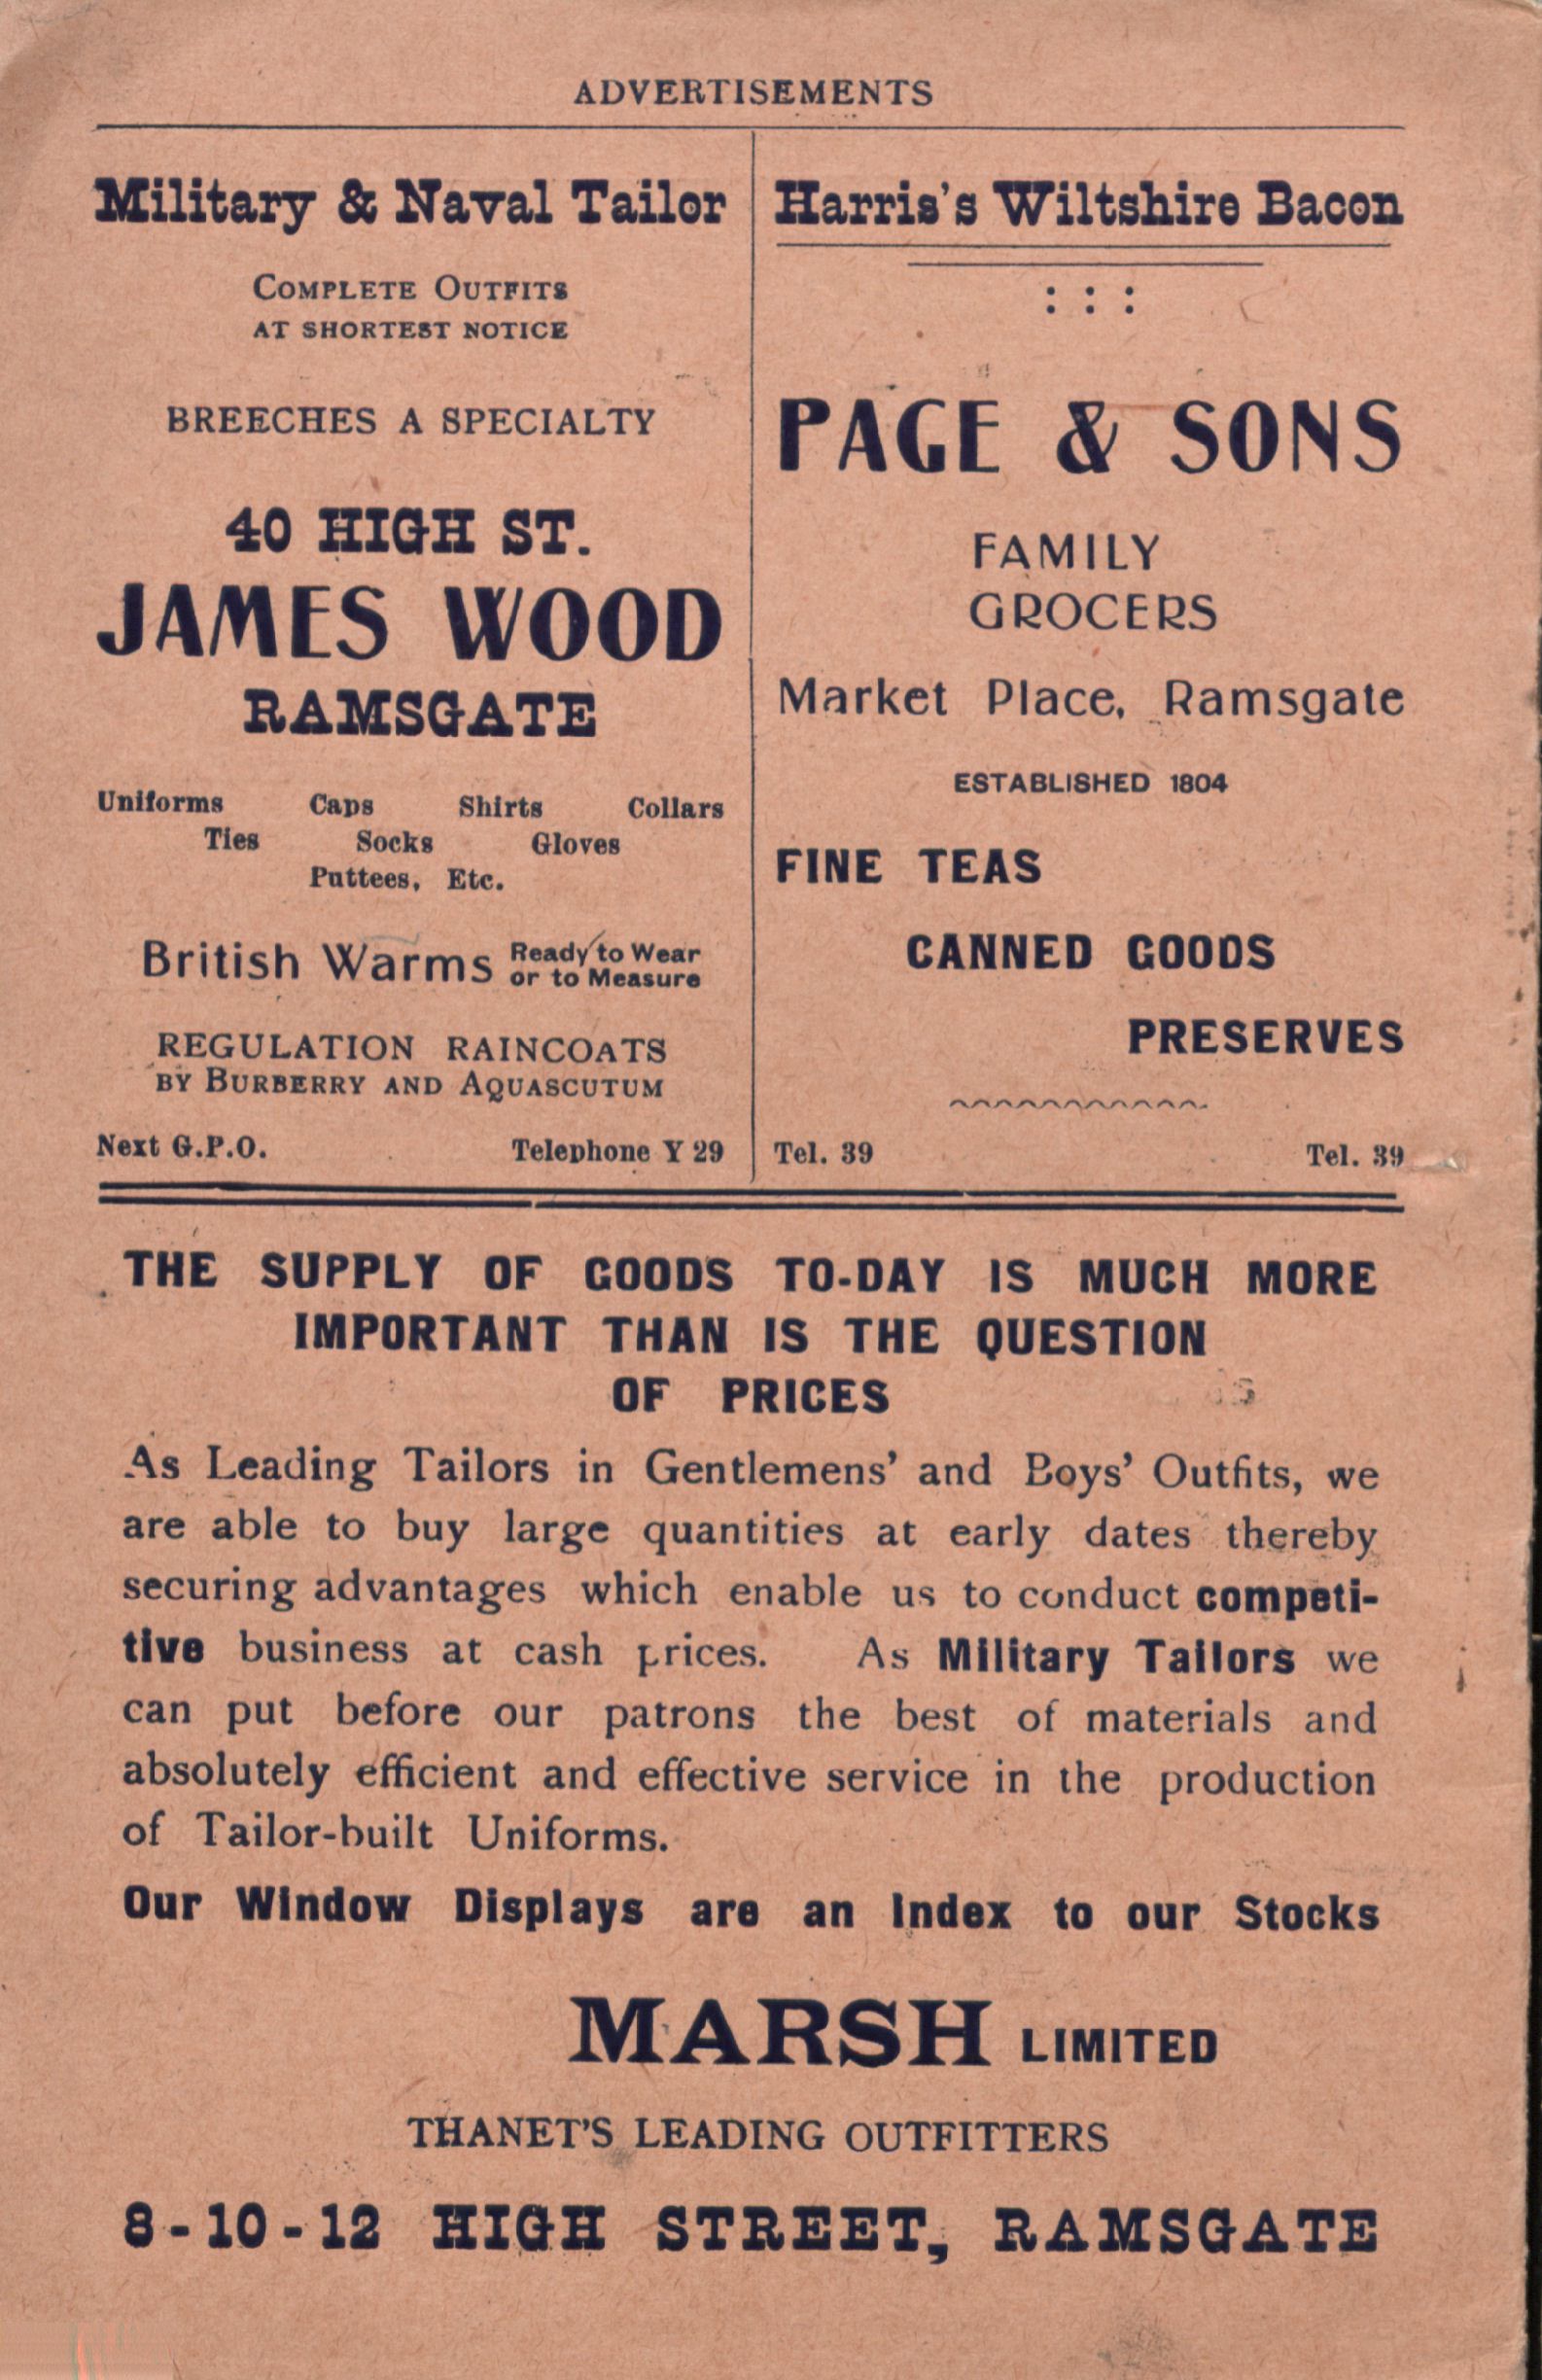 ADVERTISEMENTS
Military & Naval Tailor
COMPLETE OUTFITS
AT SHORTEST NOTICE
BREECHES A SPECIALTY
40 HIGH ST.
JAMES WOOD
RAMSGATE
Uniforms Caps Shirts Collars
Ties Socks Gloves
Puttees, Etc.
British Warms Ready to Wear
or to Measure
REGULATION RAINCOATS
BY BURBERRY AND AQUASCUTUM
Next G.P.O. Telephone Y 29
Harris's Wiltshire Bacon
: : :
PAGE & SONS
FAMILY
GROCERS
Market Place, Ramsgate
ESTABLISHED 1804
FINE TEAS
CANNED GOODS
PRESERVES
Tel. 39 Tel. 39
THE SUPPLY OF GOODS TO-DAY IS MUCH MORE
IMPORTANT THAN IS THE QUESTION
OF PRICES
As Leading Tailors in Gentlemens' and Boys' Outfits, we
are able to buy large quantities at early dates thereby
securing advantages which enable us to conduct competi-
tive business at cash prices. As Military Tailors we
can put before our patrons the best of materials and
absolutely efficient and effective service in the production
of Tailor-built Uniforms.
Our Window Displays are an Index to our Stocks
MARSH LIMITED
THANET'S LEADING OUTFITTERS
8-10-12 HIGH STREET, RAMSGATE